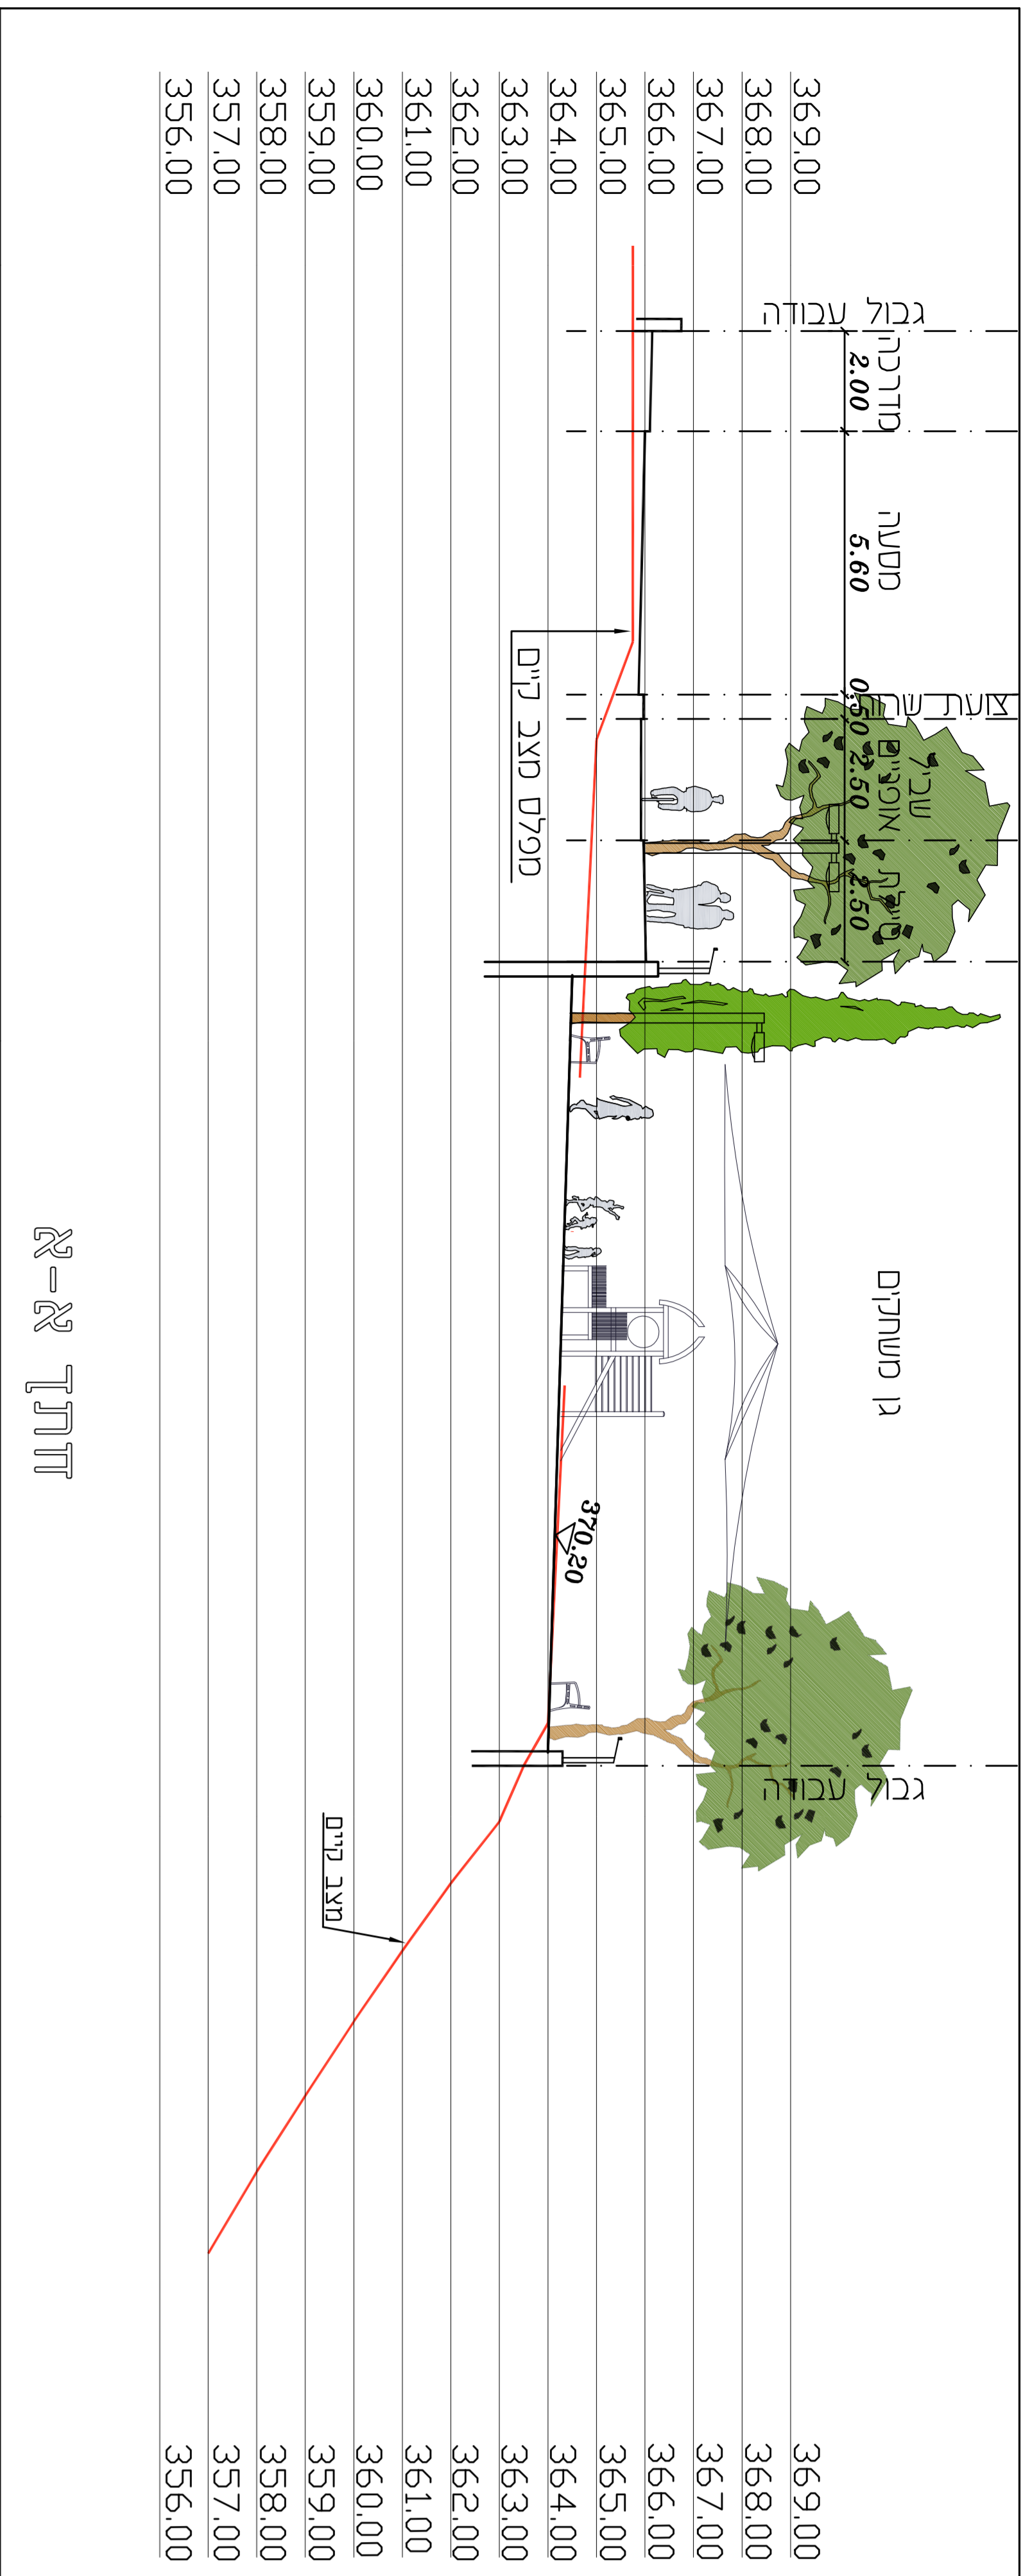 גבול עבודה
מדרכה
2.00
מסעה
5.60
צועת שרות
0.50
שביל
אופניים
2.50
טיילת
2.50
גן משחקים
גבול עבודה
369.00 369.00
368.00 368.00
367.00 367.00
366.00 366.00
365.00 365.00
364.00 364.00
363.00 363.00
362.00 362.00
361.00 361.00
360.00 360.00
359.00 359.00
358.00 358.00
357.00 357.00
356.00 356.00
370.20
מפלס מצב קיים
מצב קיים
חתך א-א